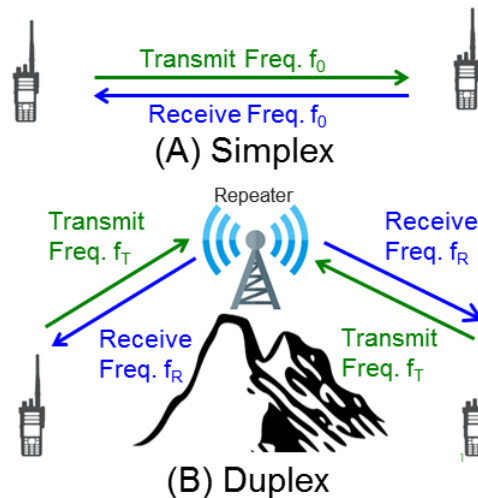 Transmit Freq. f₀
Receive Freq. f₀
(A) Simplex
Repeater
Transmit
Freq. fT
Receive
Freq. fR
Receive
Freq. fR
Transmit
Freq. fT
(B) Duplex
1